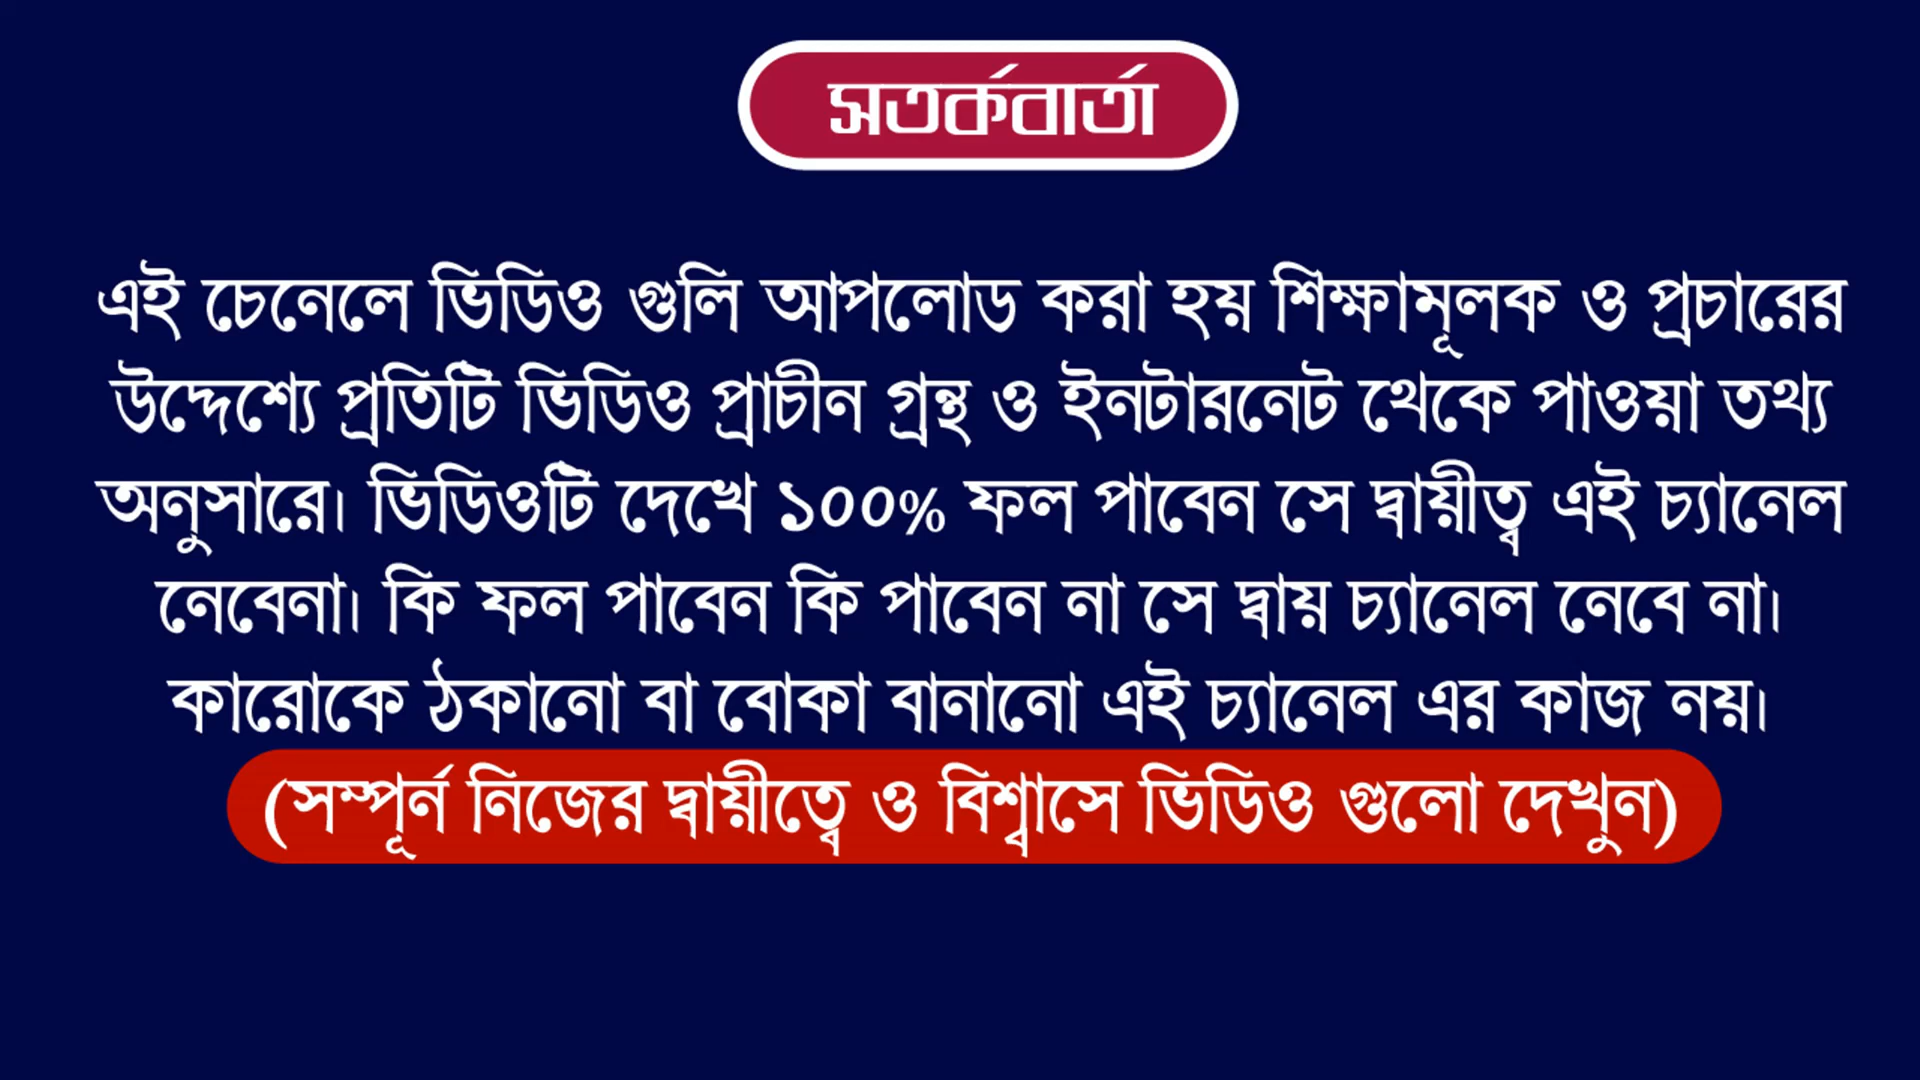 সতর্কবার্তা
এই চেনেলে ভিডিও গুলি আপলোড করা হয় শিক্ষামূলক ও প্রচারের
উদ্দেশ্যে প্রতিটি ভিডিও প্রাচীন গ্রন্থ ও ইনটারনেট থেকে পাওয়া তথ্য
অনুসারে। ভিডিওটি দেখে ১০০% ফল পাবেন সে দ্বায়ীত্ব এই চ্যানেল
নেবেনা। কি ফল পাবেন কি পাবেন না সে দ্বায় চ্যানেল নেবে না।
কারোকে ঠকানো বা বোকা বানানো এই চ্যানেল এর কাজ নয়।
(সম্পূর্ন নিজের দ্বায়ীত্বে ও বিশ্বাসে ভিডিও গুলো দেখুন)